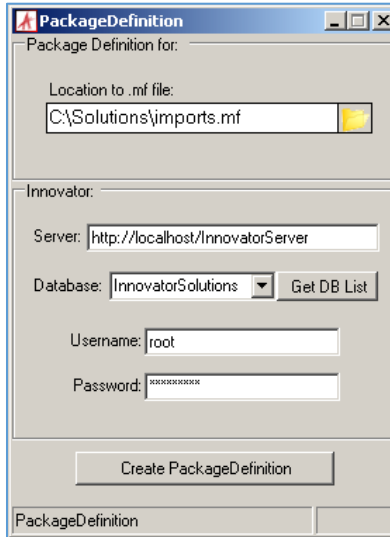 PackageDefinition
Package Definition for:
Location to .mf file:
C:\Solutions\imports.mf
Innovator:
Server: http://localhost/InnovatorServer
Database: InnovatorSolutions Get DB List
Username: root
Password: *********
Create PackageDefinition
PackageDefinition